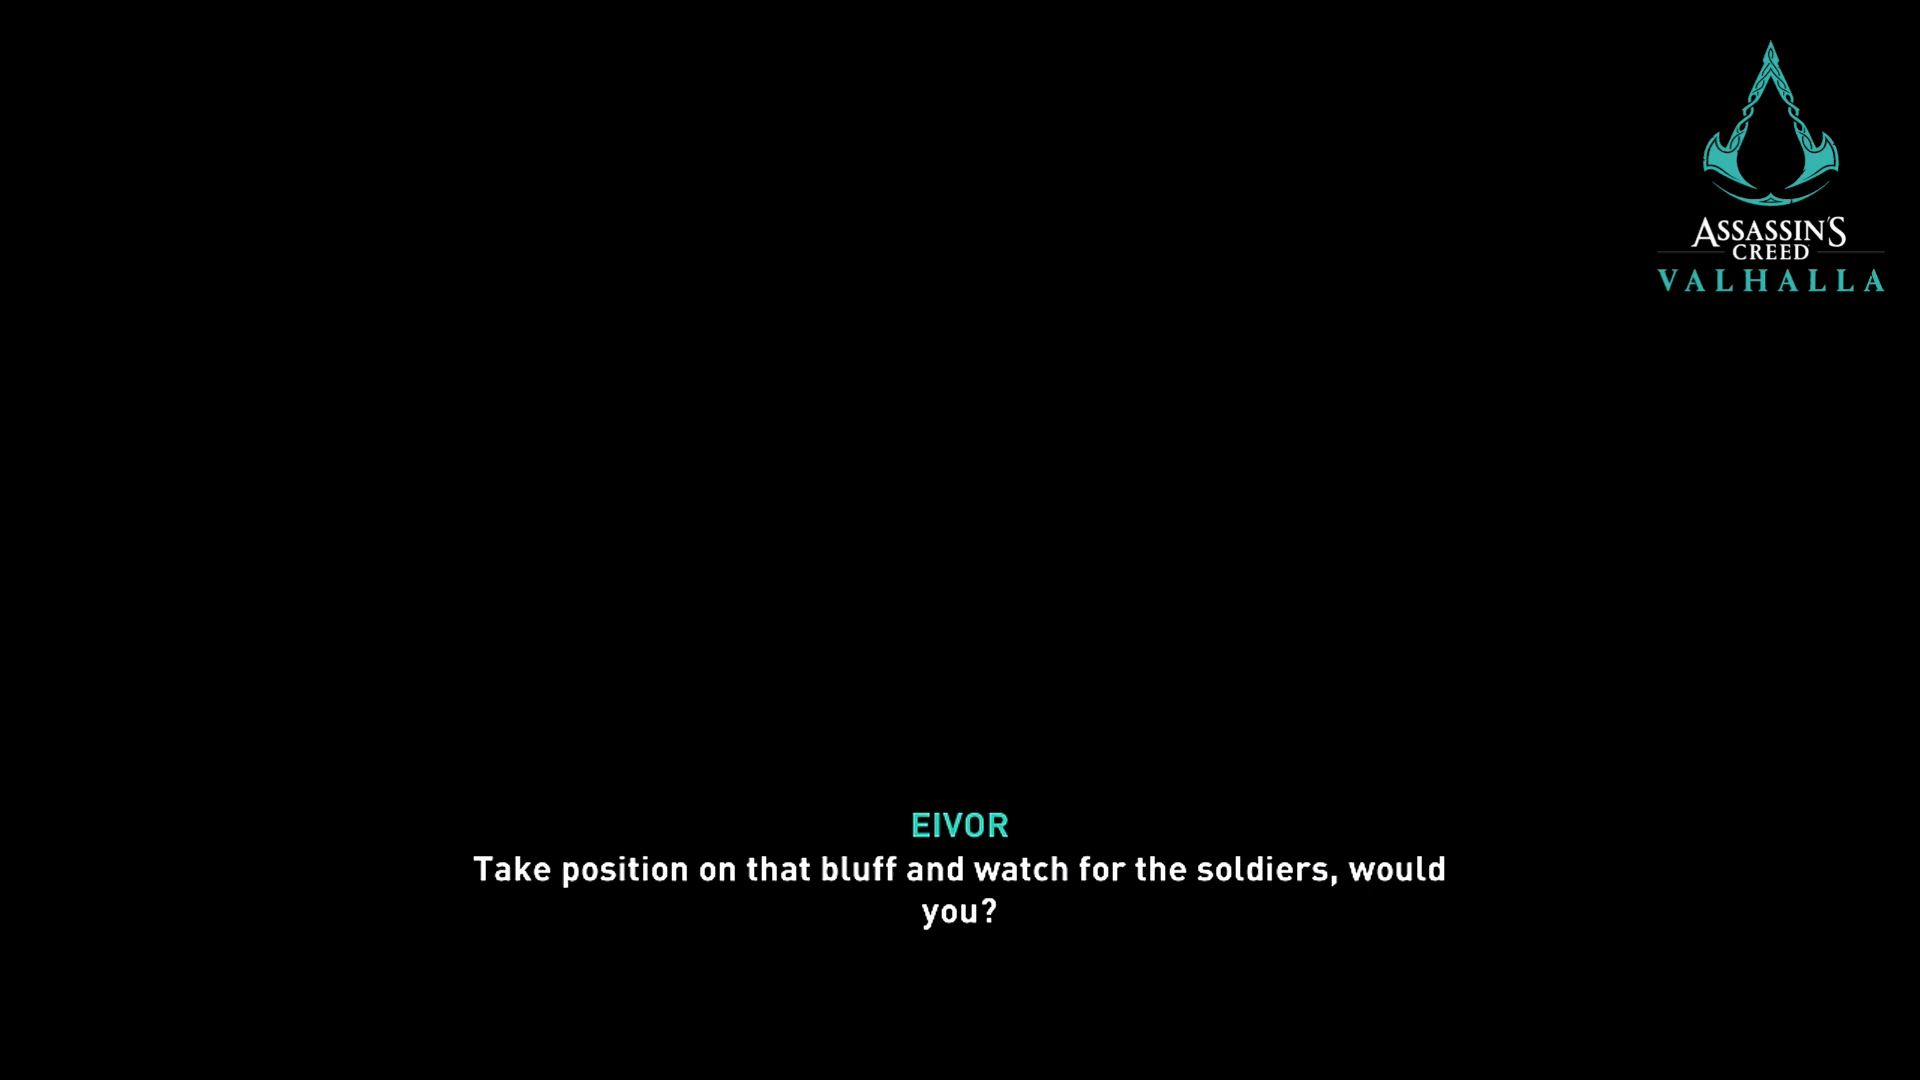 ASSASSIN'S
CREED
VALHALLA
EIVOR
Take position on that bluff and watch for the soldiers, would
you?